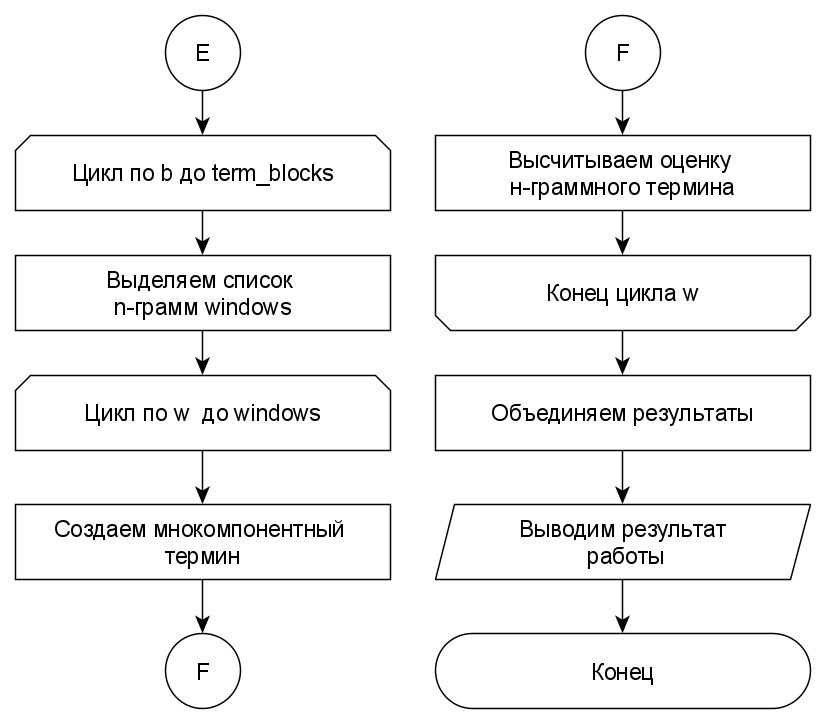 E
Цикл по b до term_blocks
Выделяем список
n-грамм windows
Цикл по w до windows
Создаем мнокомпонентный
термин
F
F
Высчитываем оценку
н-граммного термина
Конец цикла w
Объединяем результаты
Выводим результат
работы
Конец